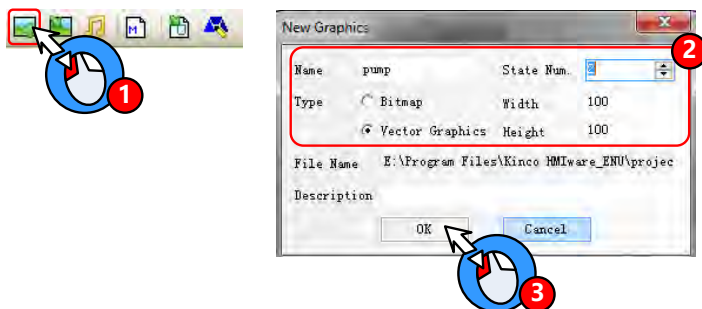 M
1
New Graphics
2
Name pump State Num. 2
Type Bitmap Width 100
Vector Graphics Height 100
File Name E:\Program Files\Kinco HMIware_ENU\projec
Description
OK Cancel
3